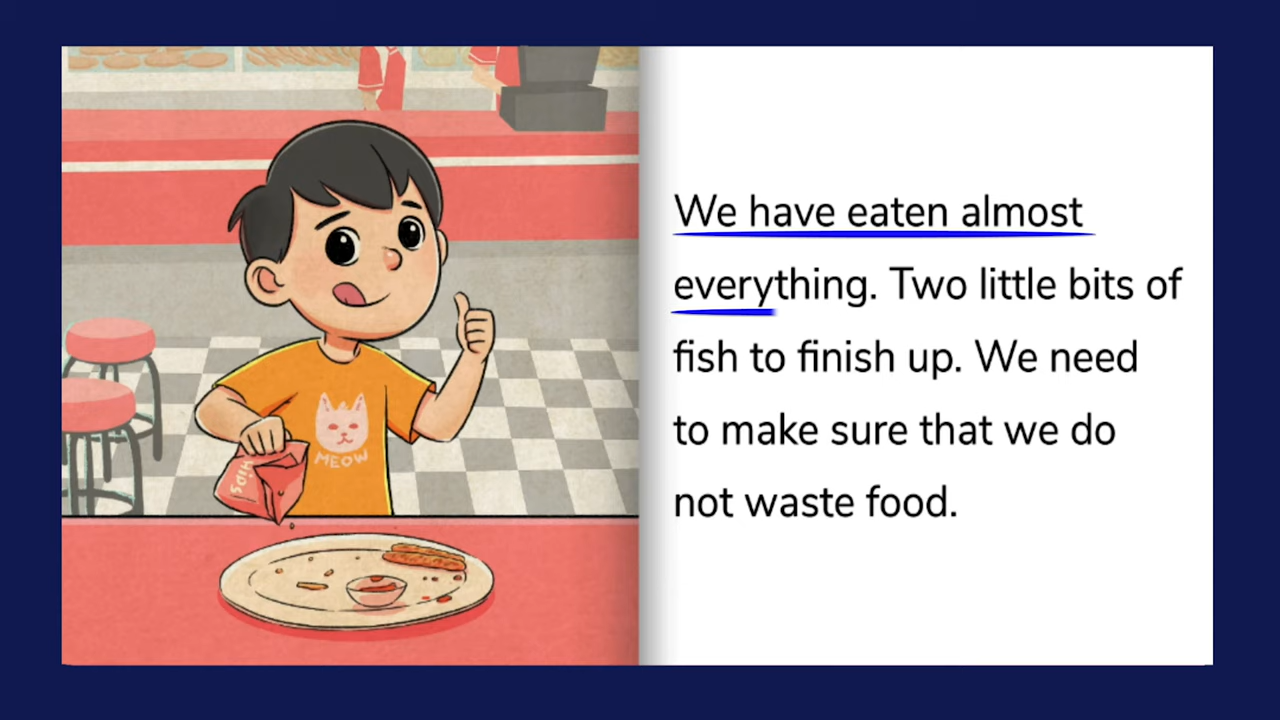 We have eaten almost
everything. Two little bits of
fish to finish up. We need
to make sure that we do
not waste food.
MEOW